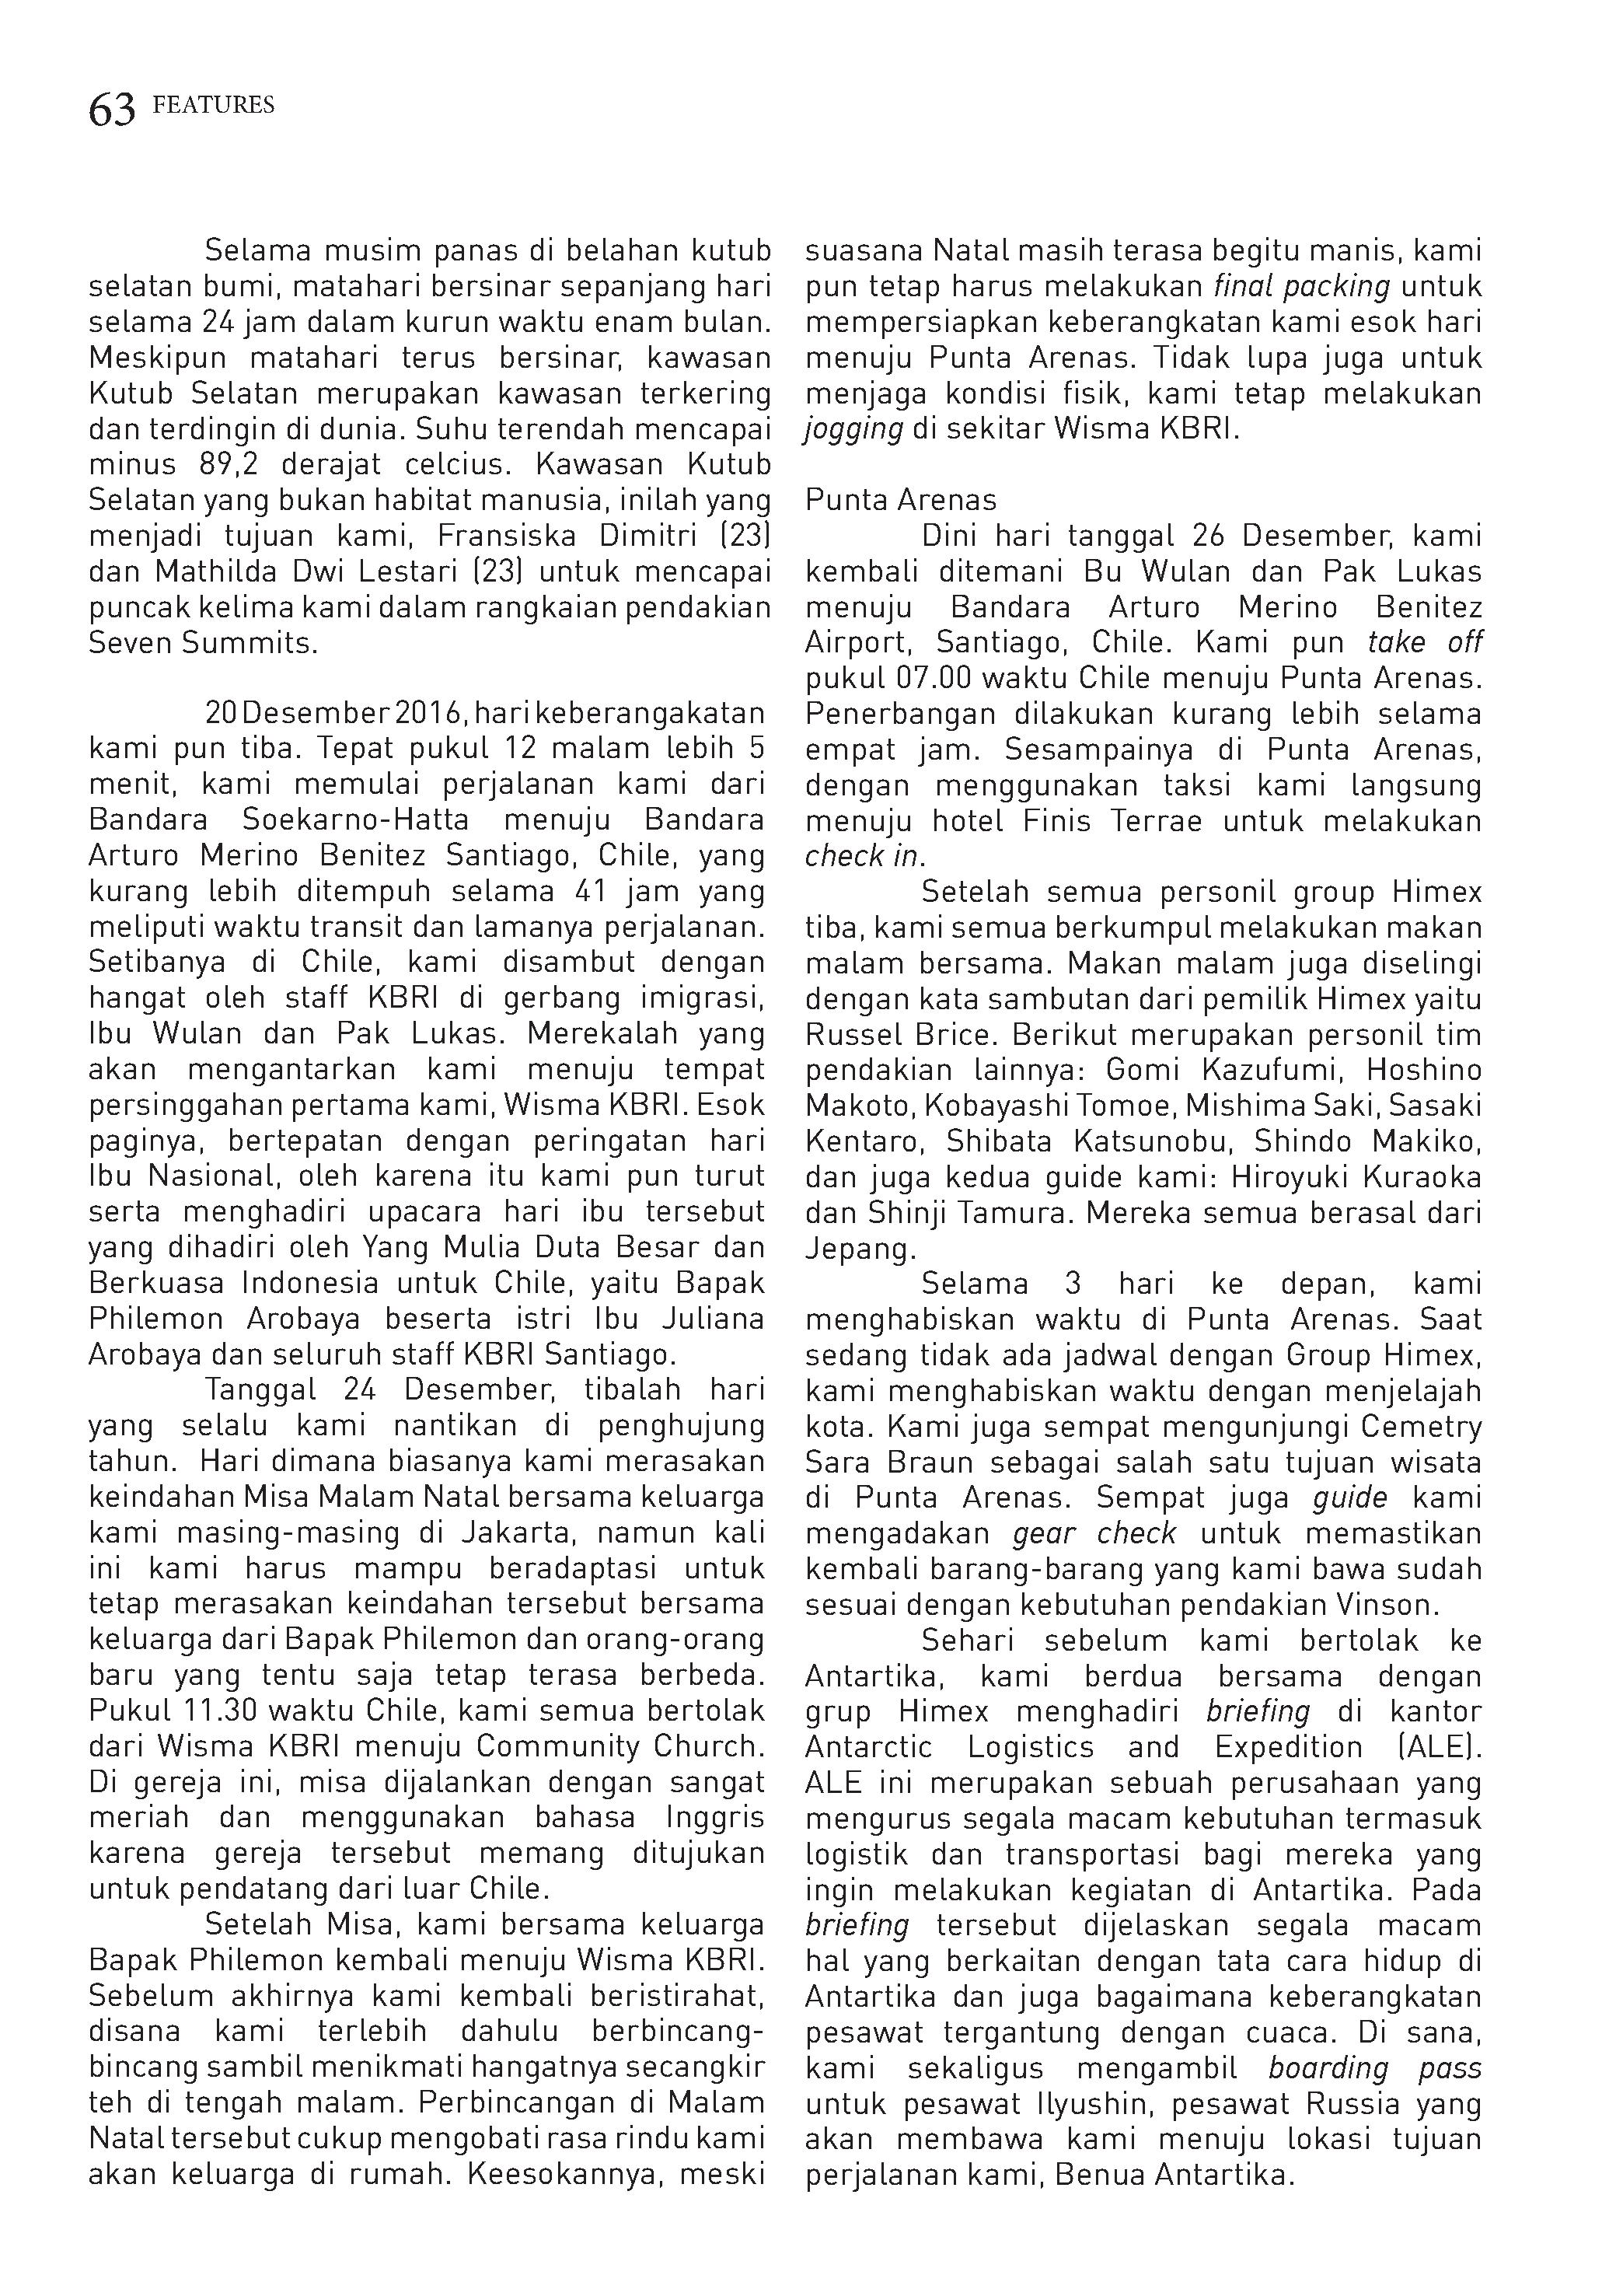 63 FEATURES
Selama musim panas di belahan kutub
selatan bumi, matahari bersinar sepanjang hari
selama 24 jam dalam kurun waktu enam bulan.
Meskipun matahari terus bersinar, kawasan
Kutub Selatan merupakan kawasan terkering
dan terdingin di dunia. Suhu terendah mencapai
minus 89,2 derajat celcius. Kawasan Kutub
Selatan yang bukan habitat manusia, inilah yang
menjadi tujuan kami, Fransiska Dimitri (23)
dan Mathilda Dwi Lestari (23) untuk mencapai
puncak kelima kami dalam rangkaian pendakian
Seven Summits.
20 Desember 2016, hari keberangakatan
kami pun tiba. Tepat pukul 12 malam lebih 5
menit, kami memulai perjalanan kami dari
Bandara Soekarno-Hatta menuju Bandara
Arturo Merino Benitez Santiago, Chile, yang
kurang lebih ditempuh selama 41 jam yang
meliputi waktu transit dan lamanya perjalanan.
Setibanya di Chile, kami disambut dengan
hangat oleh staff KBRI di gerbang imigrasi,
Ibu Wulan dan Pak Lukas. Merekalah yang
akan mengantarkan kami menuju tempat
persinggahan pertama kami, Wisma KBRI. Esok
paginya, bertepatan dengan peringatan hari
Ibu Nasional, oleh karena itu kami pun turut
serta menghadiri upacara hari ibu tersebut
yang dihadiri oleh Yang Mulia Duta Besar dan
Berkuasa Indonesia untuk Chile, yaitu Bapak
Philemon Arobaya beserta istri Ibu Juliana
Arobaya dan seluruh staff KBRI Santiago.
Tanggal 24 Desember, tibalah hari
yang selalu kami nantikan di penghujung
tahun. Hari dimana biasanya kami merasakan
keindahan Misa Malam Natal bersama keluarga
kami masing-masing di Jakarta, namun kali
ini kami harus mampu beradaptasi untuk
tetap merasakan keindahan tersebut bersama
keluarga dari Bapak Philemon dan orang-orang
baru yang tentu saja tetap terasa berbeda.
Pukul 11.30 waktu Chile, kami semua bertolak
dari Wisma KBRI menuju Community Church.
Di gereja ini, misa dijalankan dengan sangat
meriah dan menggunakan bahasa Inggris
karena gereja tersebut memang ditujukan
untuk pendatang dari luar Chile.
Setelah Misa, kami bersama keluarga
Bapak Philemon kembali menuju Wisma KBRI.
Sebelum akhirnya kami kembali beristirahat,
disana kami terlebih dahulu berbincang-
bincang sambil menikmati hangatnya secangkir
teh di tengah malam. Perbincangan di Malam
Natal tersebut cukup mengobati rasa rindu kami
akan keluarga di rumah. Keesokannya, meski
suasana Natal masih terasa begitu manis, kami
pun tetap harus melakukan final packing untuk
mempersiapkan keberangkatan kami esok hari
menuju Punta Arenas. Tidak lupa juga untuk
menjaga kondisi fisik, kami tetap melakukan
jogging di sekitar Wisma KBRI.
Punta Arenas
Dini hari tanggal 26 Desember, kami
kembali ditemani Bu Wulan dan Pak Lukas
menuju Bandara Arturo Merino Benitez
Airport, Santiago, Chile. Kami pun take off
pukul 07.00 waktu Chile menuju Punta Arenas.
Penerbangan dilakukan kurang lebih selama
empat jam. Sesampainya di Punta Arenas,
dengan menggunakan taksi kami langsung
menuju hotel Finis Terrae untuk melakukan
check in.
Setelah semua personil group Himex
tiba, kami semua berkumpul melakukan makan
malam bersama. Makan malam juga diselingi
dengan kata sambutan dari pemilik Himex yaitu
Russel Brice. Berikut merupakan personil tim
pendakian lainnya: Gomi Kazufumi, Hoshino
Makoto, Kobayashi Tomoe, Mishima Saki, Sasaki
Kentaro, Shibata Katsunobu, Shindo Makiko,
dan juga kedua guide kami: Hiroyuki Kuraoka
dan Shinji Tamura. Mereka semua berasal dari
Jepang.
Selama 3 hari ke depan, kami
menghabiskan waktu di Punta Arenas. Saat
sedang tidak ada jadwal dengan Group Himex,
kami menghabiskan waktu dengan menjelajah
kota. Kami juga sempat mengunjungi Cemetry
Sara Braun sebagai salah satu tujuan wisata
di Punta Arenas. Sempat juga guide kami
mengadakan gear check untuk memastikan
kembali barang-barang yang kami bawa sudah
sesuai dengan kebutuhan pendakian Vinson.
Sehari sebelum kami bertolak ke
Antartika, kami berdua bersama dengan
grup Himex menghadiri briefing di kantor
Antarctic Logistics and Expedition (ALE).
ALE ini merupakan sebuah perusahaan yang
mengurus segala macam kebutuhan termasuk
logistik dan transportasi bagi mereka yang
ingin melakukan kegiatan di Antartika. Pada
briefing tersebut dijelaskan segala macam
hal yang berkaitan dengan tata cara hidup di
Antartika dan juga bagaimana keberangkatan
pesawat tergantung dengan cuaca. Di sana,
kami sekaligus mengambil boarding pass
untuk pesawat Ilyushin, pesawat Russia yang
akan membawa kami menuju lokasi tujuan
perjalanan kami, Benua Antartika.